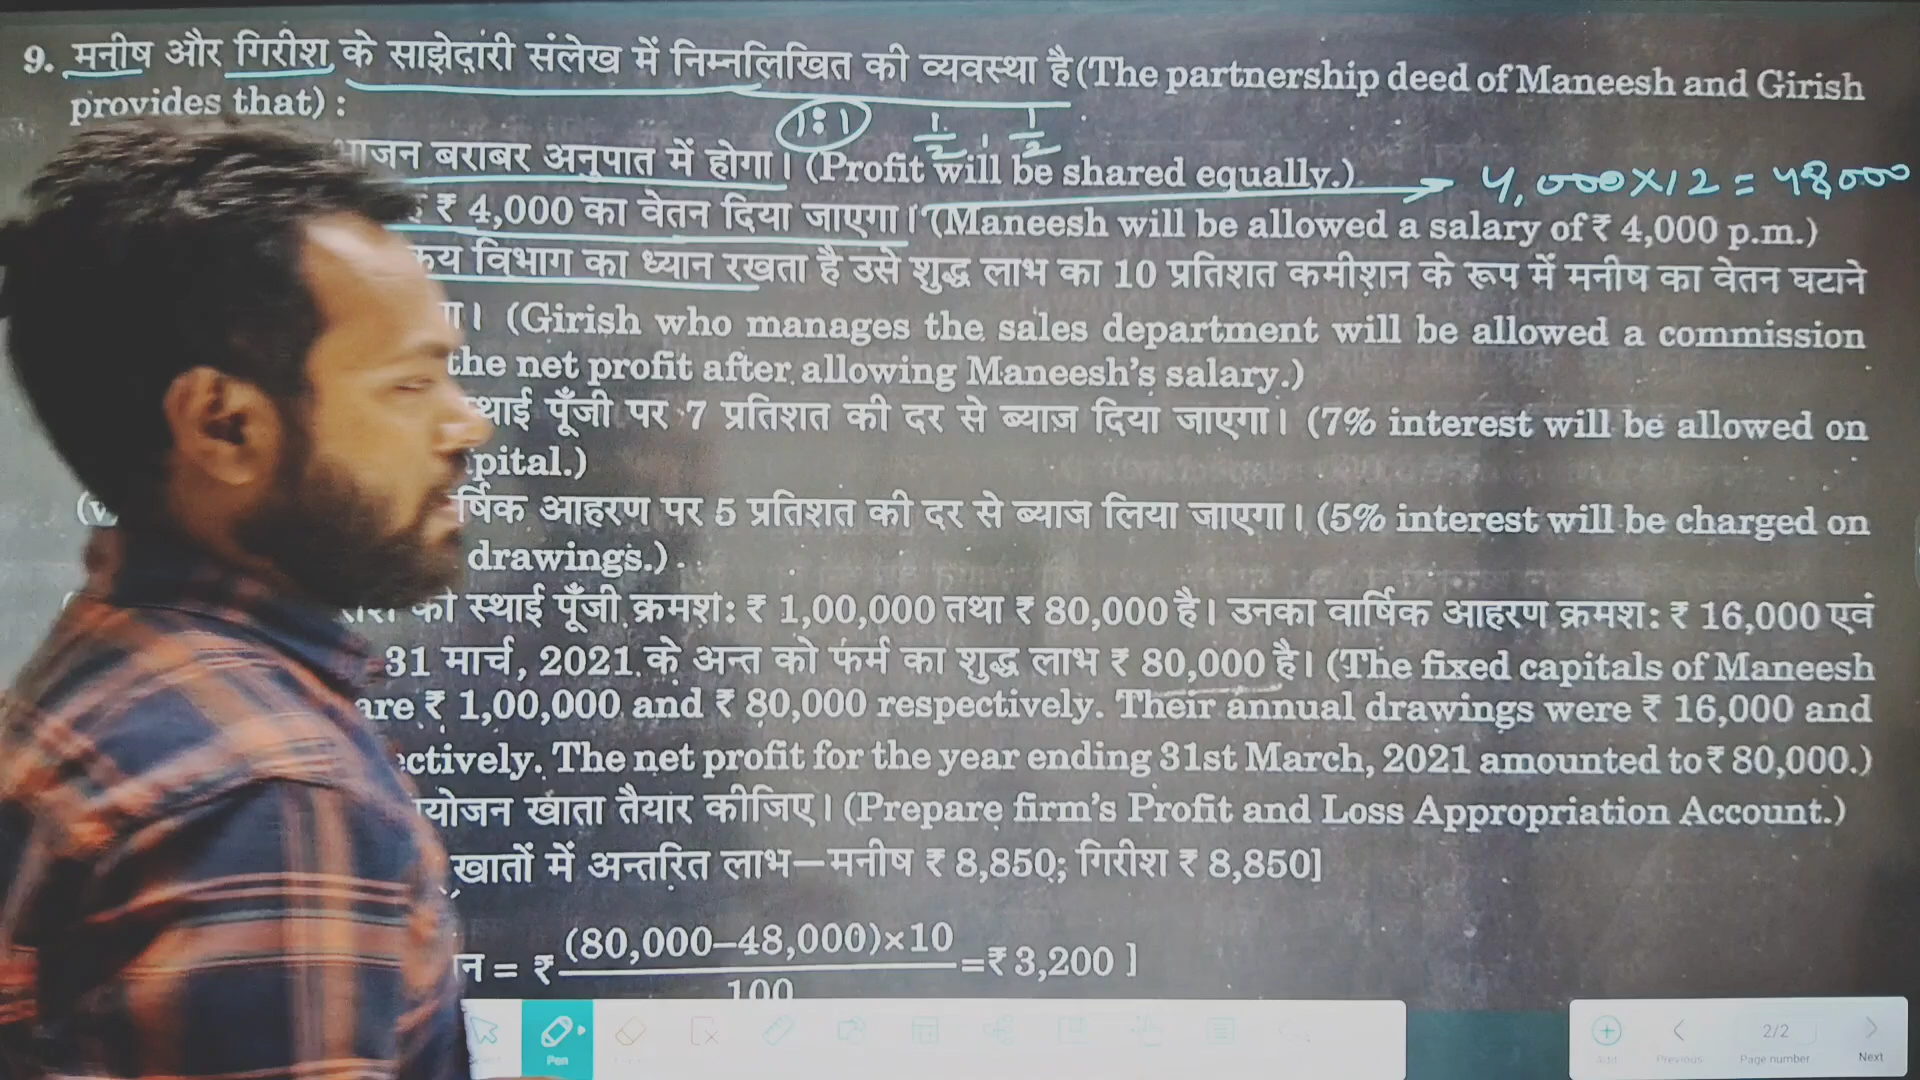 9. मनीष और गिरीश के साझेदारी संलेख में निम्नलिखित की व्यवस्था है (The partnership deed of Maneesh and Girish
provides that) :
1:1 1/2 , 1/2
बराबर अनुपात में होगा। (Profit will be shared equally.) → 4,000×12=48000
₹ 4,000 का वेतन दिया जाएगा। (Maneesh will be allowed a salary of ₹ 4,000 p.m.)
विभाग का ध्यान रखता है उसे शुद्ध लाभ का 10 प्रतिशत कमीशन के रूप में मनीष का वेतन घटाने
(Girish who manages the sales department will be allowed a commission
the net profit after allowing Maneesh's salary.)
पूँजी पर 7 प्रतिशत की दर से ब्याज दिया जाएगा। (7% interest will be allowed on
pital.)
आहरण पर 5 प्रतिशत की दर से ब्याज लिया जाएगा। (5% interest will be charged on
drawings.)
की स्थाई पूँजी क्रमश: ₹ 1,00,000 तथा ₹ 80,000 है। उनका वार्षिक आहरण क्रमश: ₹ 16,000 एवं
31 मार्च, 2021 के अन्त को फर्म का शुद्ध लाभ ₹ 80,000 है। (The fixed capitals of Maneesh
are ₹ 1,00,000 and ₹ 80,000 respectively. Their annual drawings were ₹ 16,000 and
ectively. The net profit for the year ending 31st March, 2021 amounted to ₹ 80,000.)
योजन खाता तैयार कीजिए। (Prepare firm's Profit and Loss Appropriation Account.)
खातों में अन्तरित लाभ—मनीष ₹ 8,850; गिरीश ₹ 8,850]
न = ₹ (80,000–48,000)×10 / 100 = ₹ 3,200 ]
Pen
Add Previous 2/2 Page number Next